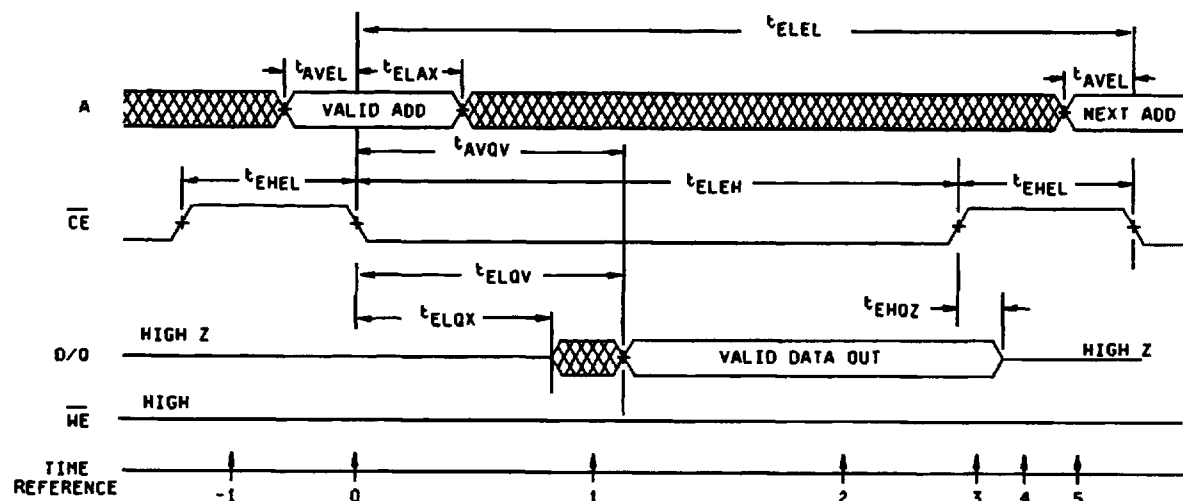 tELEL
tAVEL tELAX tAVEL
A VALID ADD NEXT ADD
tAVQV
tEHEL tELEH tEHEL
CE
tELQV
tELQX tEHQZ
HIGH Z
D/Q VALID DATA OUT HIGH Z
HIGH
WE
TIME
REFERENCE -1 0 1 2 3 4 5